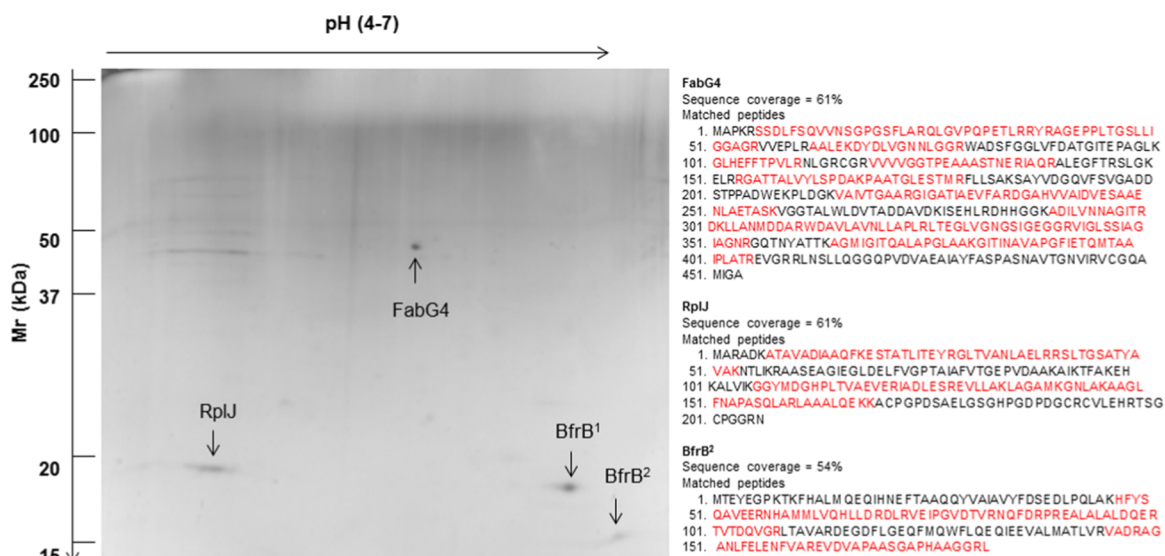 pH (4-7)
250
100
50
37
20
15
Mr (kDa)
FabG4
RplJ
BfrB1
BfrB2
FabG4
Sequence coverage = 61%
Matched peptides
1. MAPKRSSDLFSQVVNSGPGSFLARQLGVPQPETLRRYRAGEPPLTGSLLI
51. GGAGRVVEPLRAALEKDYDLVGNNLGGRWADSFGGLVFDATGITEPAGLK
101. GLHEFFTPVLRNLGRCGRVVVVGGTPEAAASTNERIAQRALEGFTRSLGK
151. ELRRGATTALVYLSPDAKPAATGLESTMRFLLSAKSAYVDGQVFSVGADD
201. STPPADWEKPLDGKVAIVTGAARGIGATIAEVFARDGAHVVAIDVESAAE
251. NLAETASKVGGTALWLDVTADDAVDKISEHLRDHHGGKADILVNNAGITR
301 DKLLANMDDARWDAVLAVNLLAPLRLTEGLVGNGSIGEGGRVIGLSSIAG
351. IAGNRGQTNYATTKAGMIGITQALAPGLAAKGITINAVAPGFIETQMTAA
401. IPLATREVGRRLNSLLQGGQPVDVAEAIAYFASPASNAVTGNVIRVCGQA
451. MIGA
RplJ
Sequence coverage = 61%
Matched peptides
1. MARADKATAVADIAAQFKESTATLITEYRGLTVANLAELRRSLTGSATYA
51. VAKNTLIKRAASEAGIEGLDELFVGPTAIAFVTGEPVDAAKAIKTFAKEH
101 KALVIKGGYMDGHPLTVAEVERIADLESREVLLAKLAGAMKGNLAKAAGL
151. FNAPASQLARLAAALQEKKACPGPDSAELGSGHPGDPDGCRCVLEHRTSG
201. CPGGRN
BfrB2
Sequence coverage = 54%
Matched peptides
1. MTEYEGPKTKFHALMQEQIHNEFTAAQQYVAIAVYFDSEDLPQLAKHFYS
51. QAVEERNHAMMLVQHLLDRDLRVEIPGVDTVRNQFDRPREALALALDQER
101. TVTDQVGRLTAVARDEGDFLGEQFMQWFLQEQIEEVALMATLVRVADRAG
151. ANLFELENFVAREVDVAPAASGAPHAAGGRL